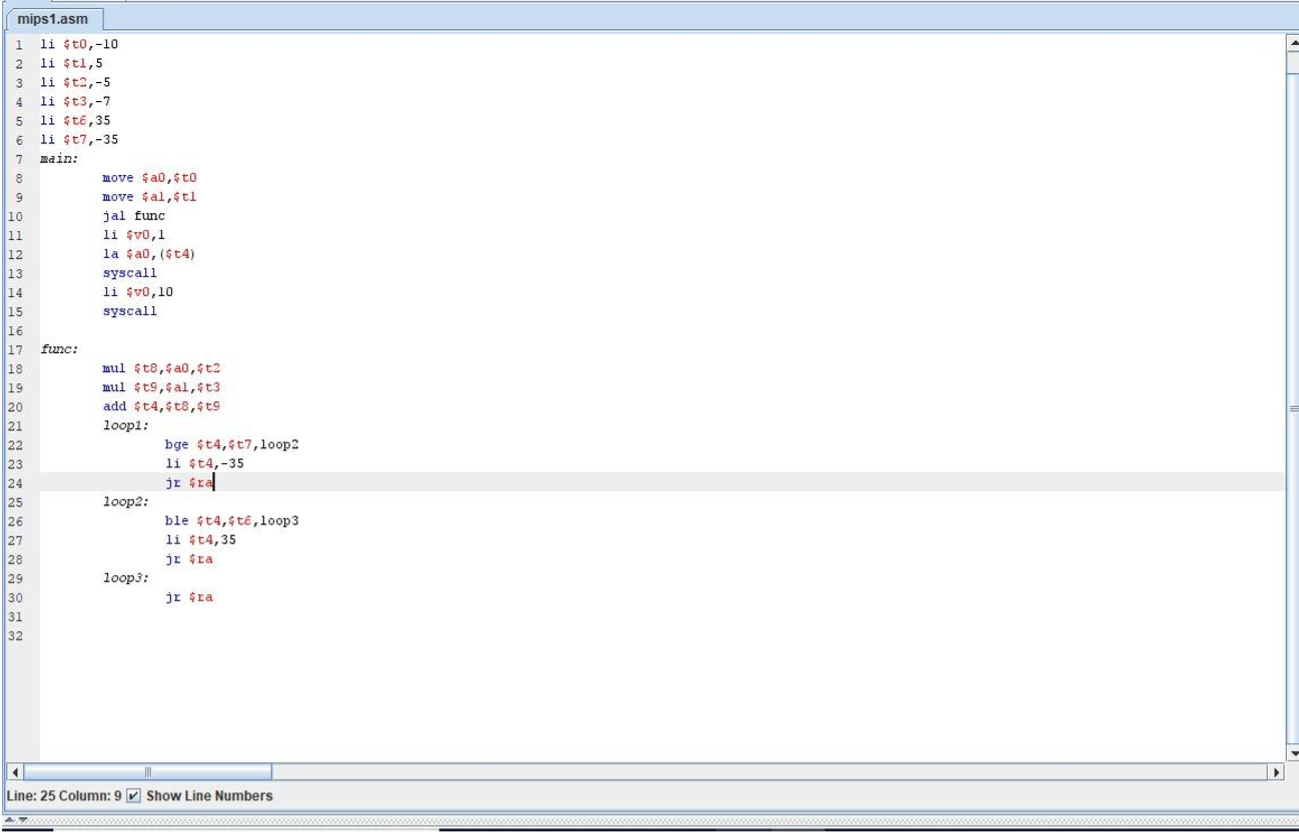 mips1.asm
1 li $t0,-10
2 li $t1,5
3 li $t2,-5
4 li $t3,-7
5 li $t6,35
6 li $t7,-35
7 main:
8 move $a0,$t0
9 move $a1,$t1
10 jal func
11 li $v0,1
12 la $a0,($t4)
13 syscall
14 li $v0,10
15 syscall
16
17 func:
18 mul $t8,$a0,$t2
19 mul $t9,$a1,$t3
20 add $t4,$t8,$t9
21 loop1:
22 bge $t4,$t7,loop2
23 li $t4,-35
24 jr $ra
25 loop2:
26 ble $t4,$t6,loop3
27 li $t4,35
28 jr $ra
29 loop3:
30 jr $ra
31
32
Line: 25 Column: 9 Show Line Numbers